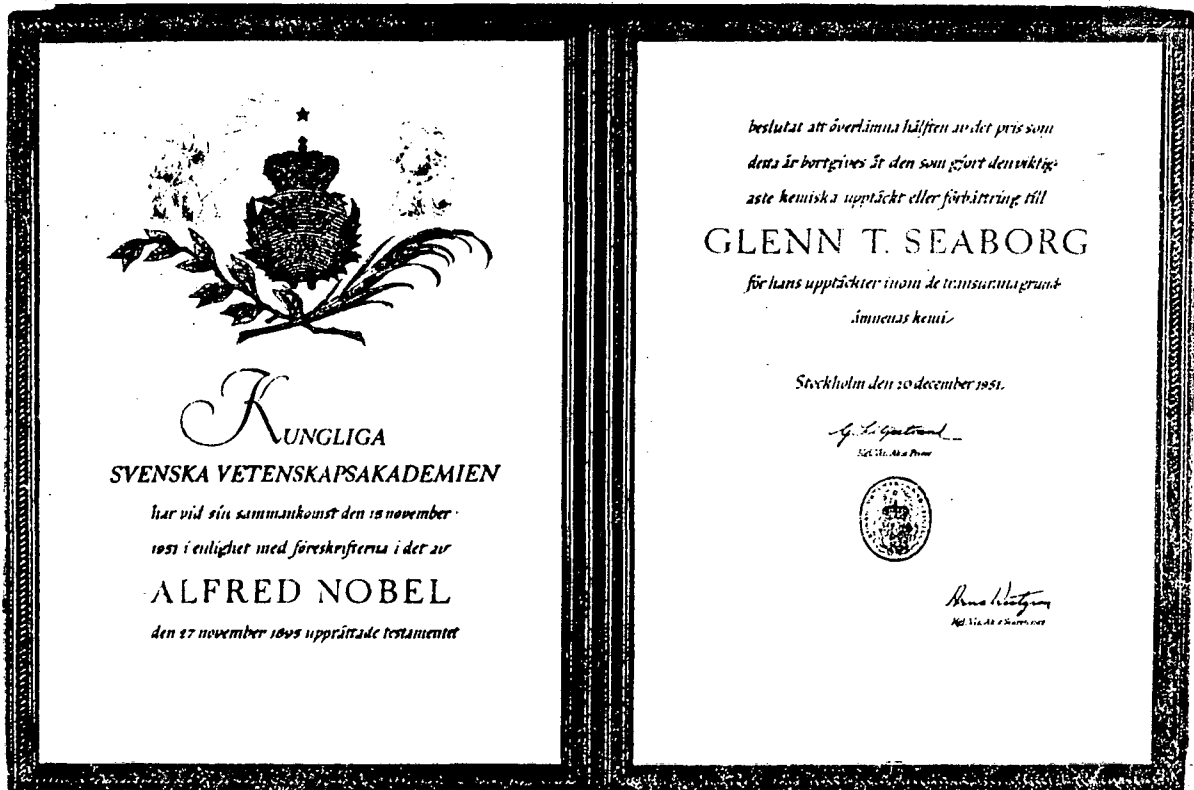 KUNGLIGA
SVENSKA VETENSKAPSAKADEMIEN
har vid sin sammankomst den 15 november
1951 i enlighet med föreskrifterna i det av
ALFRED NOBEL
den 27 november 1895 upprättade testamentet
beslutat att överlämna hälften av det pris som
detta år bortgives åt den som gjort den viktig-
aste kemiska upptäckt eller förbättring till
GLENN T. SEABORG
för hans upptäckter inom de transurana grund-
ämnenas kemi
Stockholm den 10 december 1951.